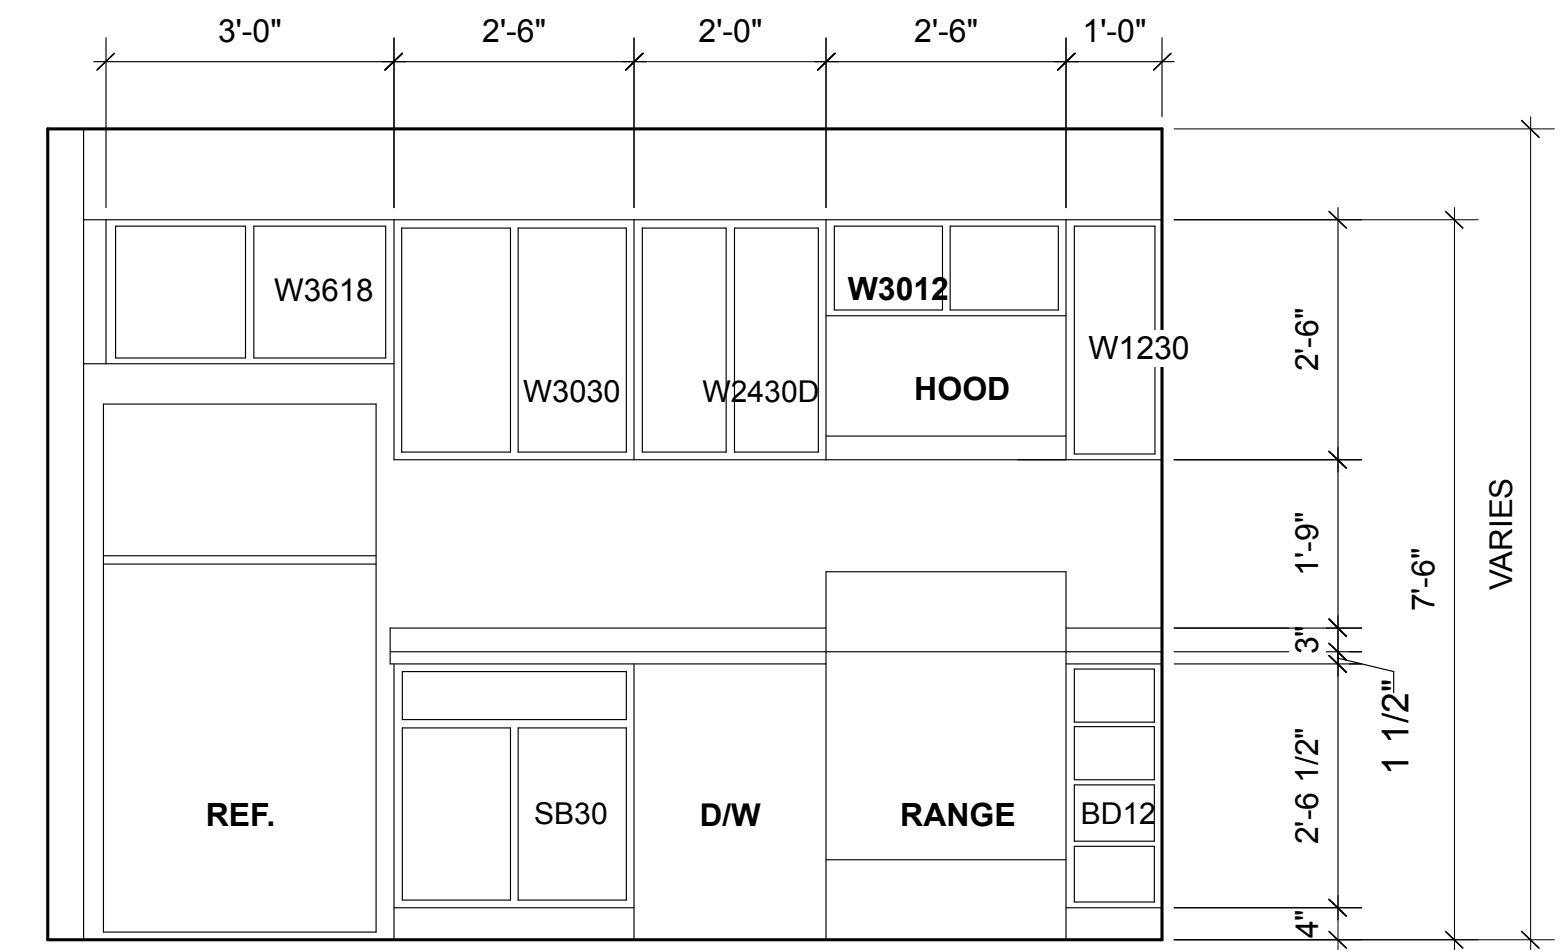 3'-0"
2'-6"
2'-0"
2'-6"
1'-0"
W3618
W3012
W1230
W3030
W2430D
HOOD
2'-6"
1'-9"
7'-6"
VARIES
3"
1 1/2"
2'-6 1/2"
REF.
SB30
D/W
RANGE
BD12
4"